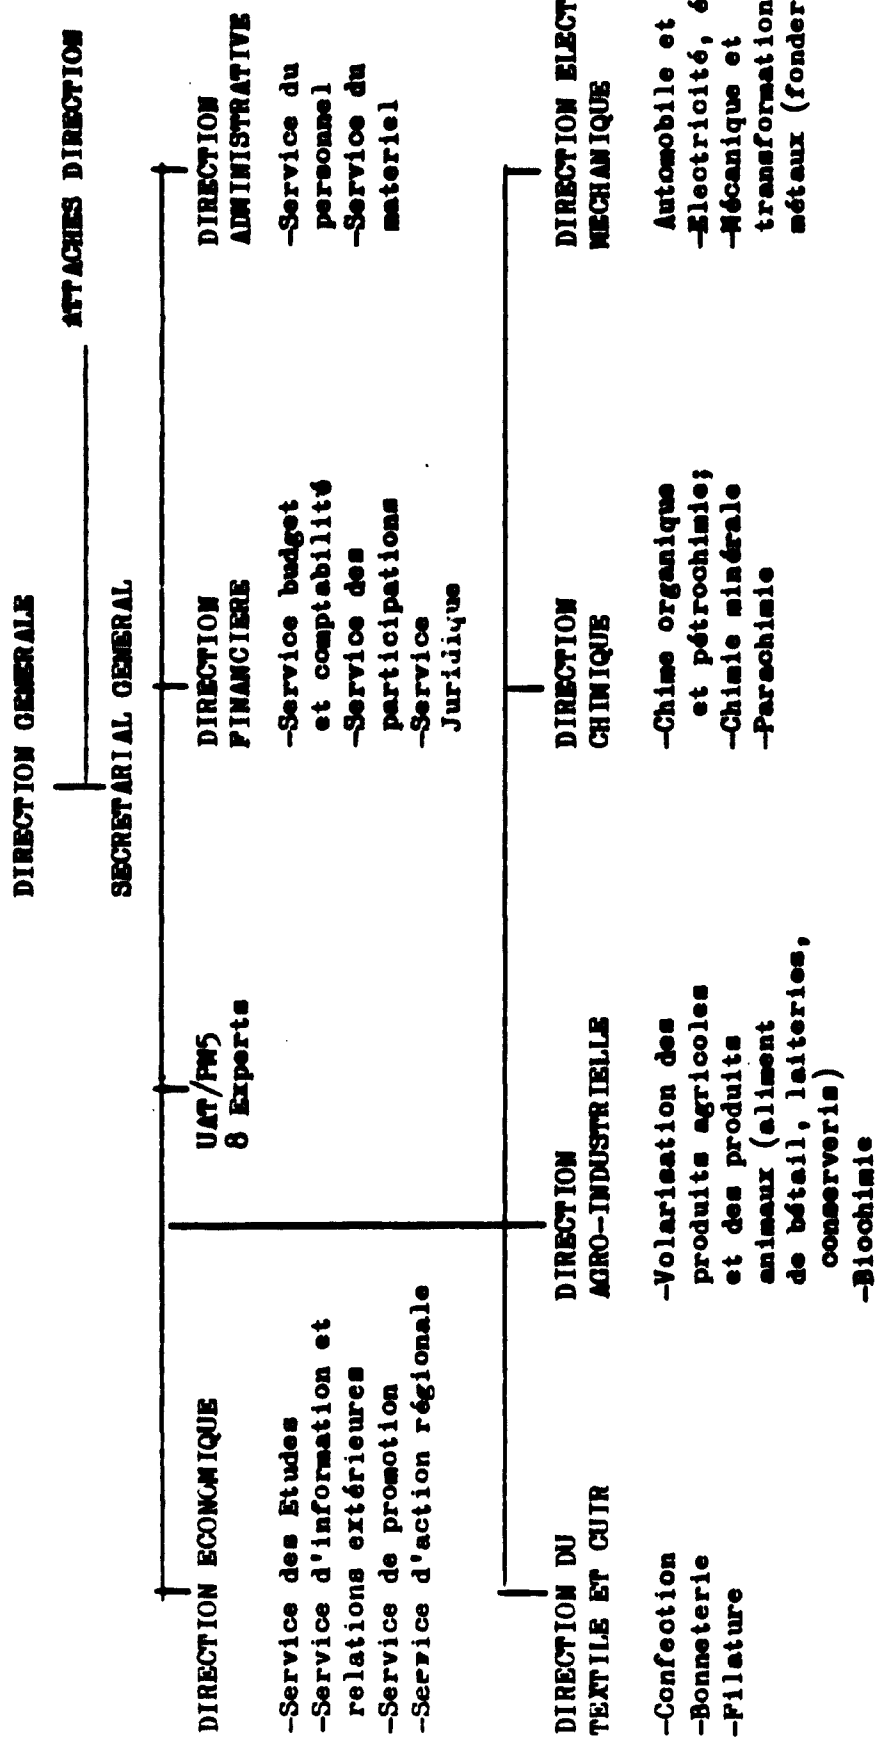 DIRECTION GENERALE
ATTACHES DIRECTION
SECRETARIAL GENERAL
DIRECTION ECONOMIQUE
-Service des Etudes
-Service d'information et
relations extérieures
-Service de promotion
-Service d'action régionale
UAT/PNS
8 Experts
DIRECTION
FINANCIERE
-Service budget
et comptabilité
-Service des
participations
-Service
Juridique
DIRECTION
ADMINISTRATIVE
-Service du
personnel
-Service du
materiel
DIRECTION DU
TEXTILE ET CUIR
-Confection
-Bonneterie
-Filature
DIRECTION
AGRO-INDUSTRIELLE
-Volarisation des
produits agricoles
et des produits
animaux (aliment
de bétail, laiteries,
conserveris)
-Biochimie
DIRECTION
CHIMIQUE
-Chime organique
et pétrochimie;
-Chimie minérale
-Parachimie
DIRECTION ELECT
MECHANIQUE
Automobile et
-Electricité, é
-Mécanique et
transformation
métaux (fonder